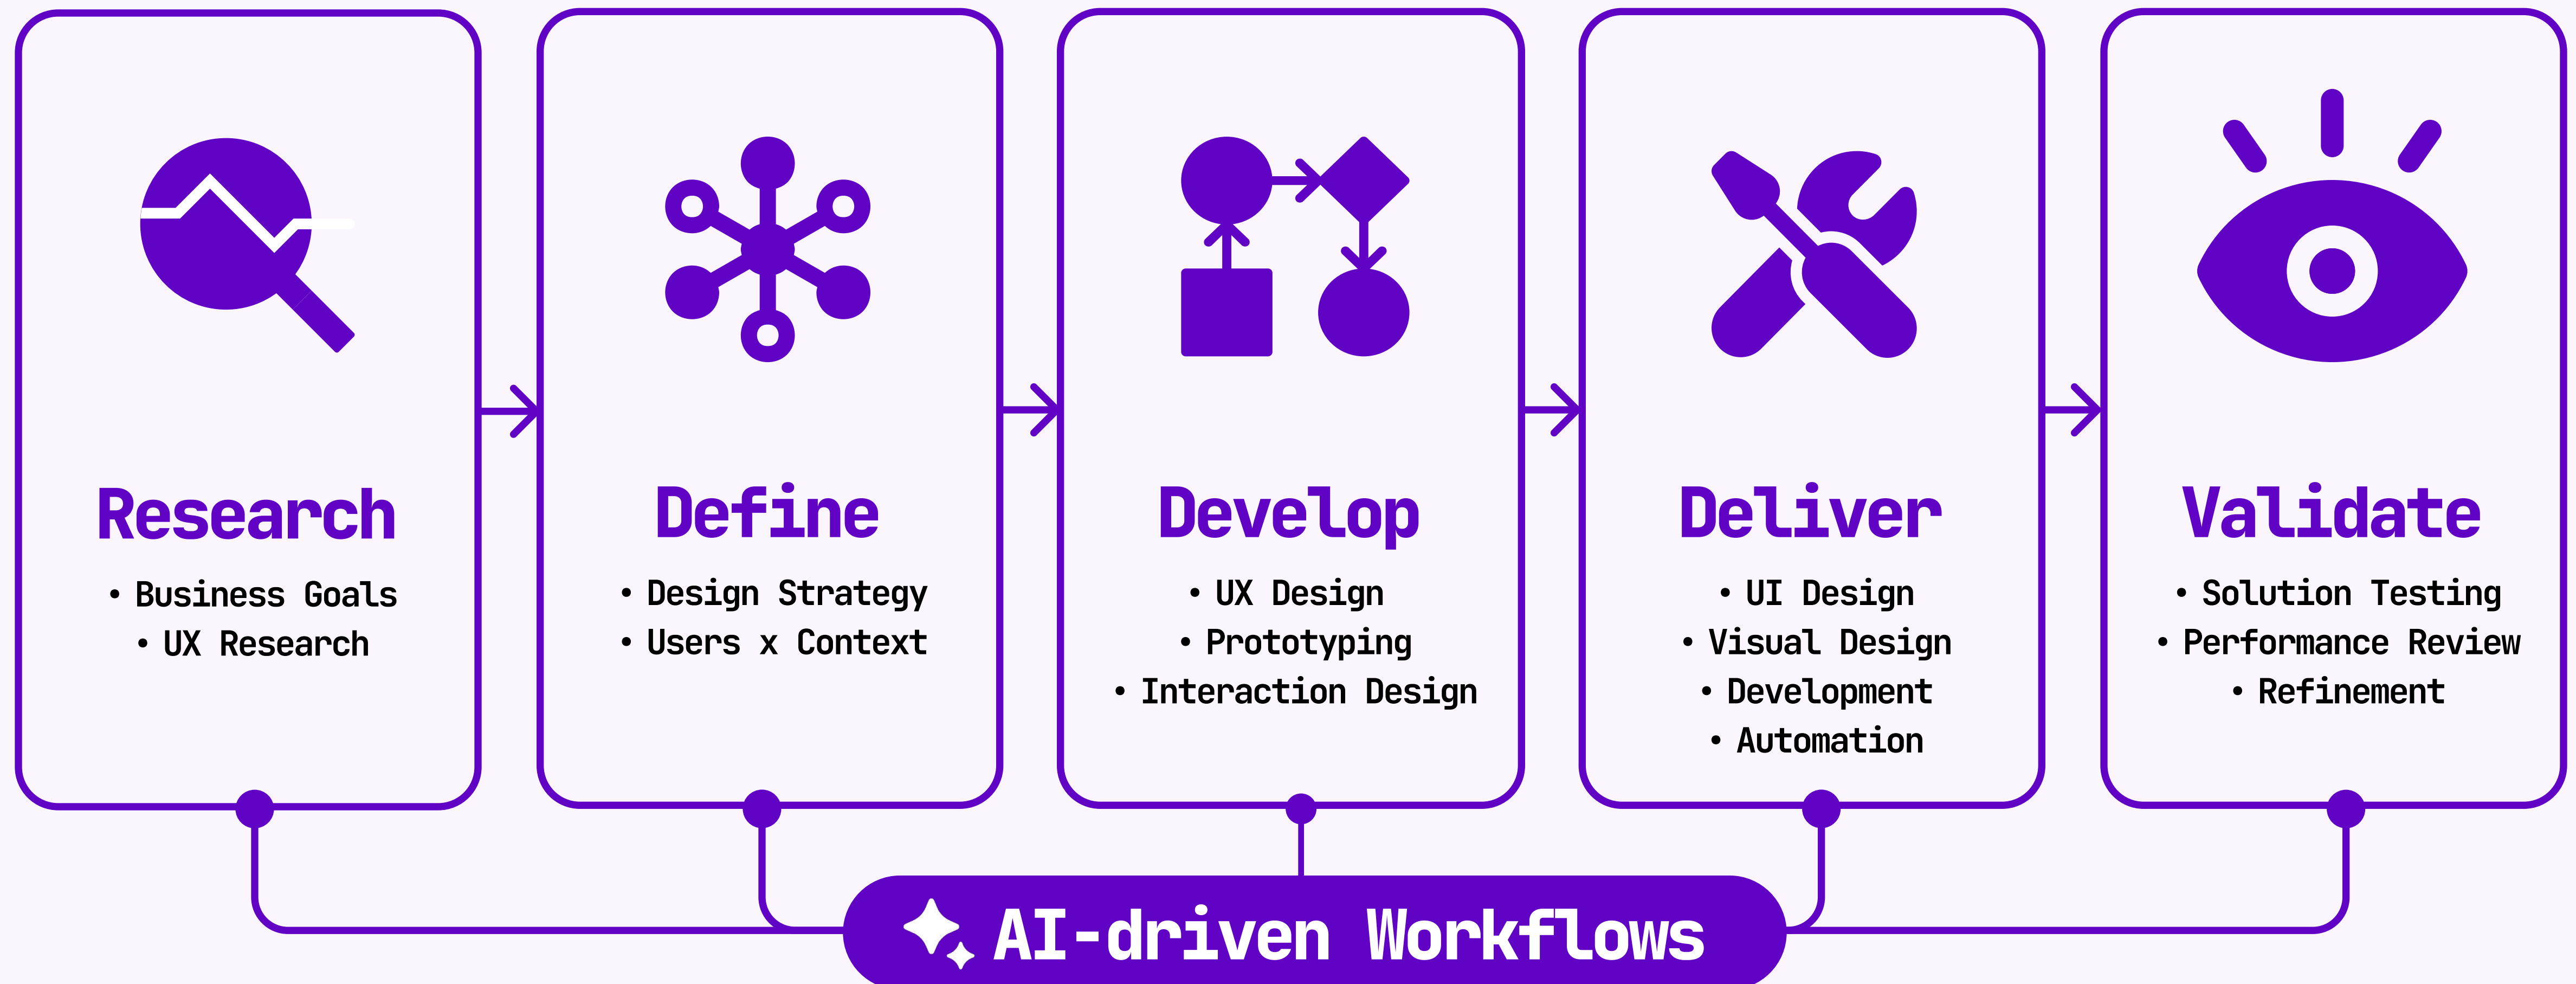 Research
• Business Goals
• UX Research
Define
• Design Strategy
• Users x Context
Develop
• UX Design
• Prototyping
• Interaction Design
Deliver
• UI Design
• Visual Design
• Development
• Automation
Validate
• Solution Testing
• Performance Review
• Refinement
AI-driven Workflows